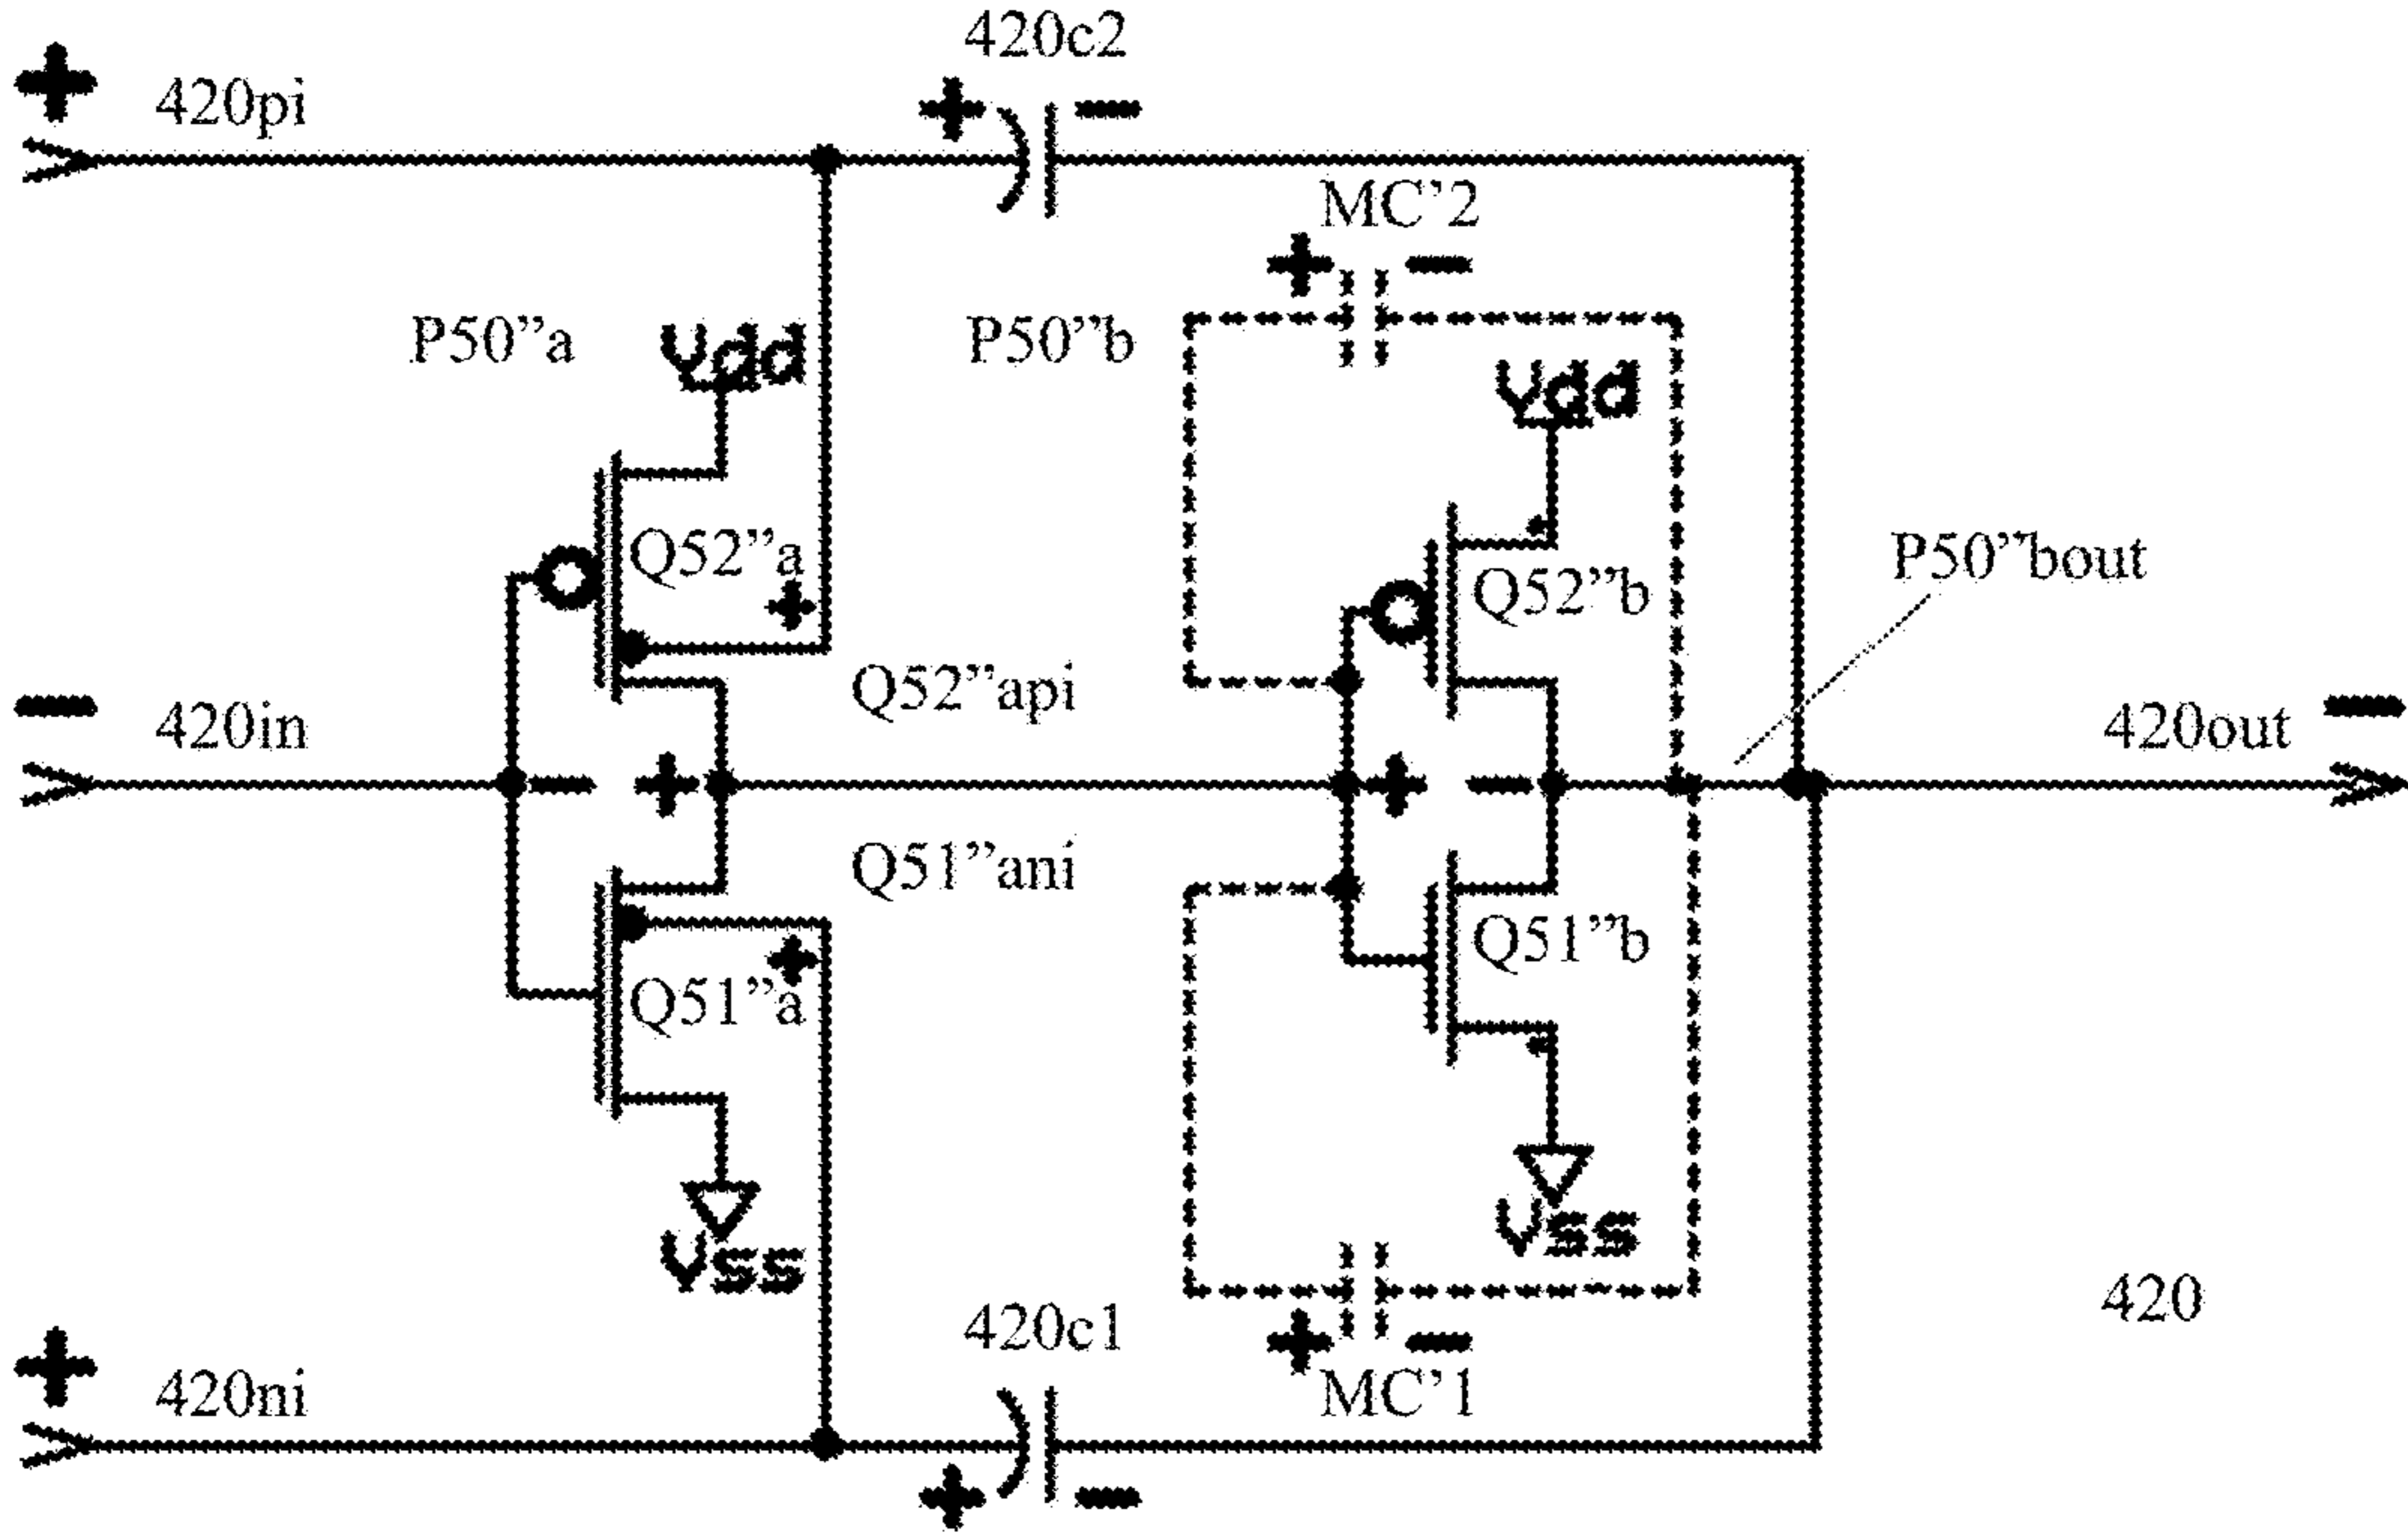 420c2
420pi
MC’2
P50”a
Vdd
P50”b
Vdd
Q52”a
Q52”b
P50”bout
Q52”api
420in
420out
Q51”ani
Q51”b
Q51”a
Vss
Vss
420c1
420
420ni
MC’1